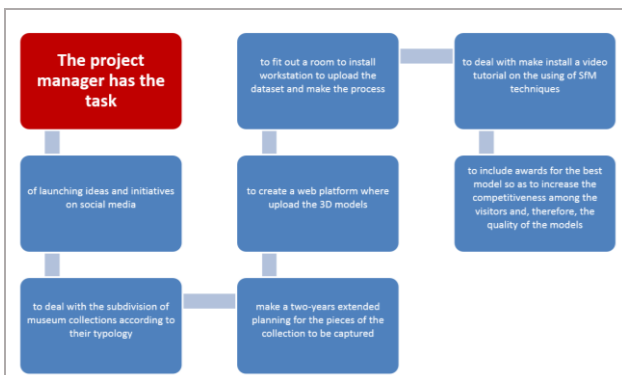 The project
manager has the
task
of launching ideas and initiatives
on social media
to deal with the subdivision of
museum collections according to
their typology
make a two-years extended
planning for the pieces of the
collection to be captured
to create a web platform where
upload the 3D models
to fit out a room to install
workstation to upload the
dataset and make the process
to deal with make install a video
tutorial on the using of SfM
techniques
to include awards for the best
model so as to increase the
competitiveness among the
visitors and, therefore, the
quality of the models